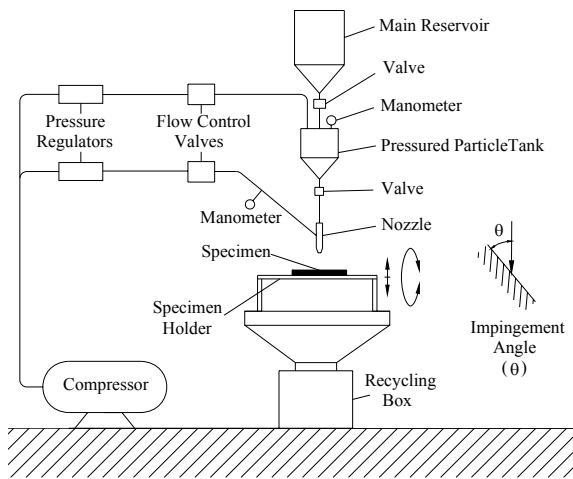 Main Reservoir
Valve
Manometer
Pressure
Regulators
Flow Control
Valves
Pressured ParticleTank
Valve
Manometer
Nozzle
θ
Specimen
Specimen
Holder
Impingement
Angle
(θ)
Compressor
Recycling
Box